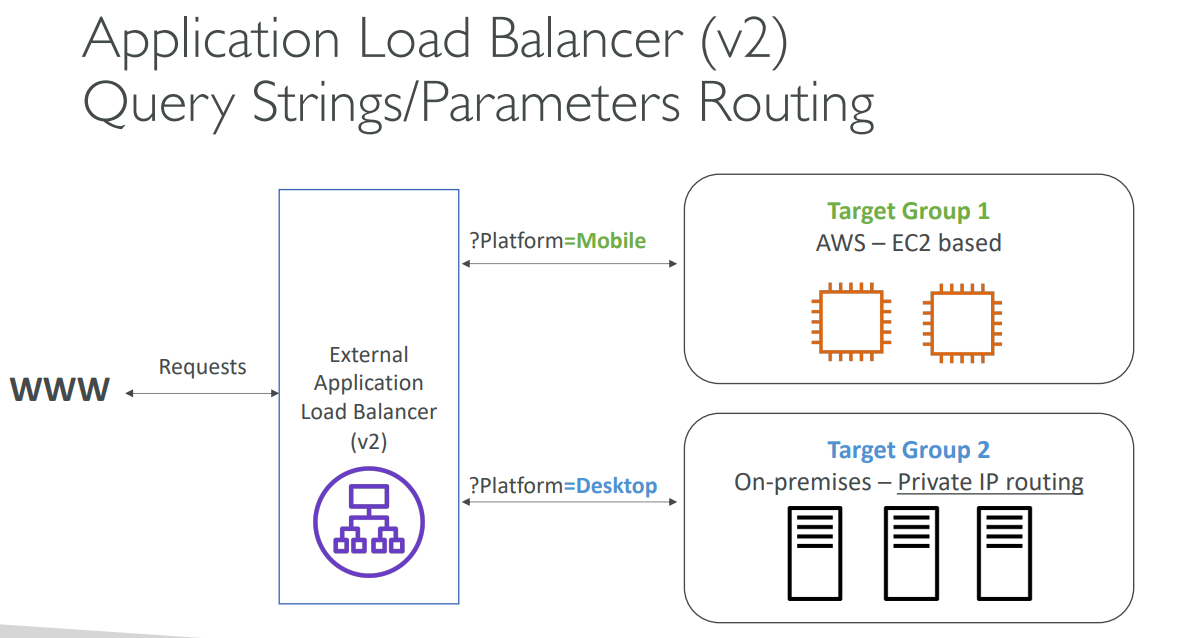 Application Load Balancer (v2)
Query Strings/Parameters Routing
WWW
Requests
External
Application
Load Balancer
(v2)
?Platform=Mobile
Target Group 1
AWS – EC2 based
?Platform=Desktop
Target Group 2
On-premises – Private IP routing